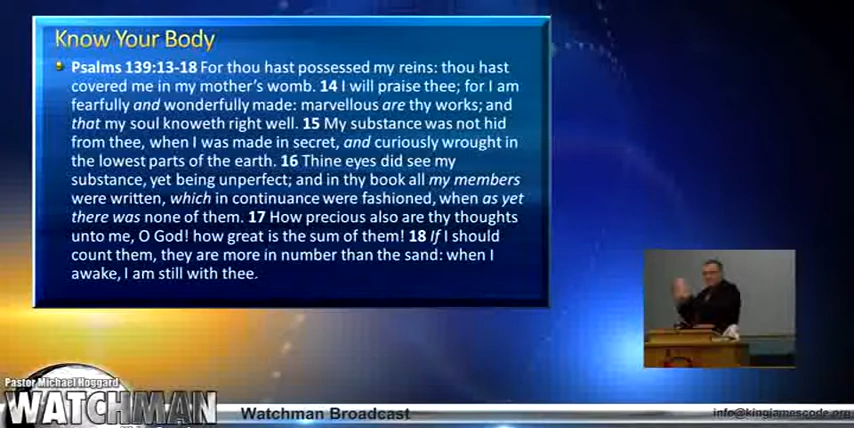 Know Your Body
Psalms 139:13-18 For thou hast possessed my reins: thou hast
covered me in my mother's womb. 14 I will praise thee; for I am
fearfully and wonderfully made: marvellous are thy works; and
that my soul knoweth right well. 15 My substance was not hid
from thee, when I was made in secret, and curiously wrought in
the lowest parts of the earth. 16 Thine eyes did see my
substance, yet being unperfect; and in thy book all my members
were written, which in continuance were fashioned, when as yet
there was none of them. 17 How precious also are thy thoughts
unto me, O God! how great is the sum of them! 18 If I should
count them, they are more in number than the sand: when I
awake, I am still with thee.
Pastor Michael Hoggard
WATCHMAN
Watchman Broadcast
info@kingjamescode.org